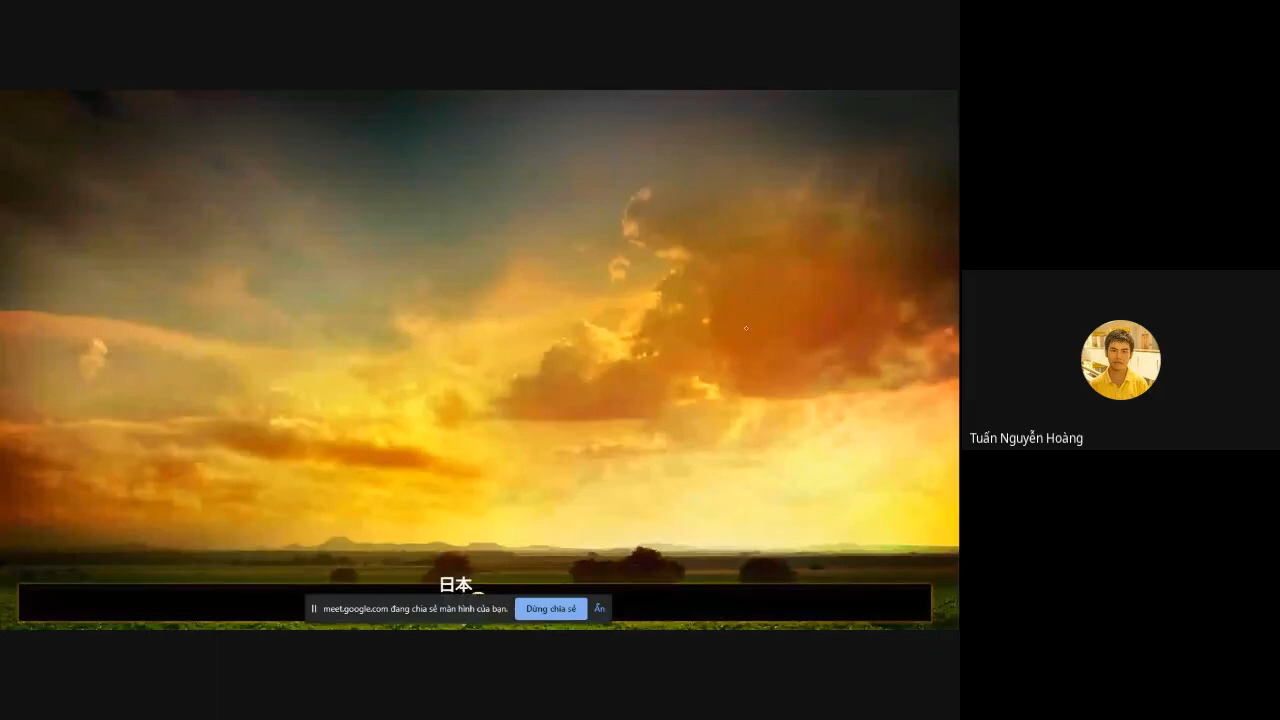 日本
meet.google.com đang chia sẻ màn hình của bạn.
Dừng chia sẻ
Ẩn
Tuấn Nguyễn Hoàng